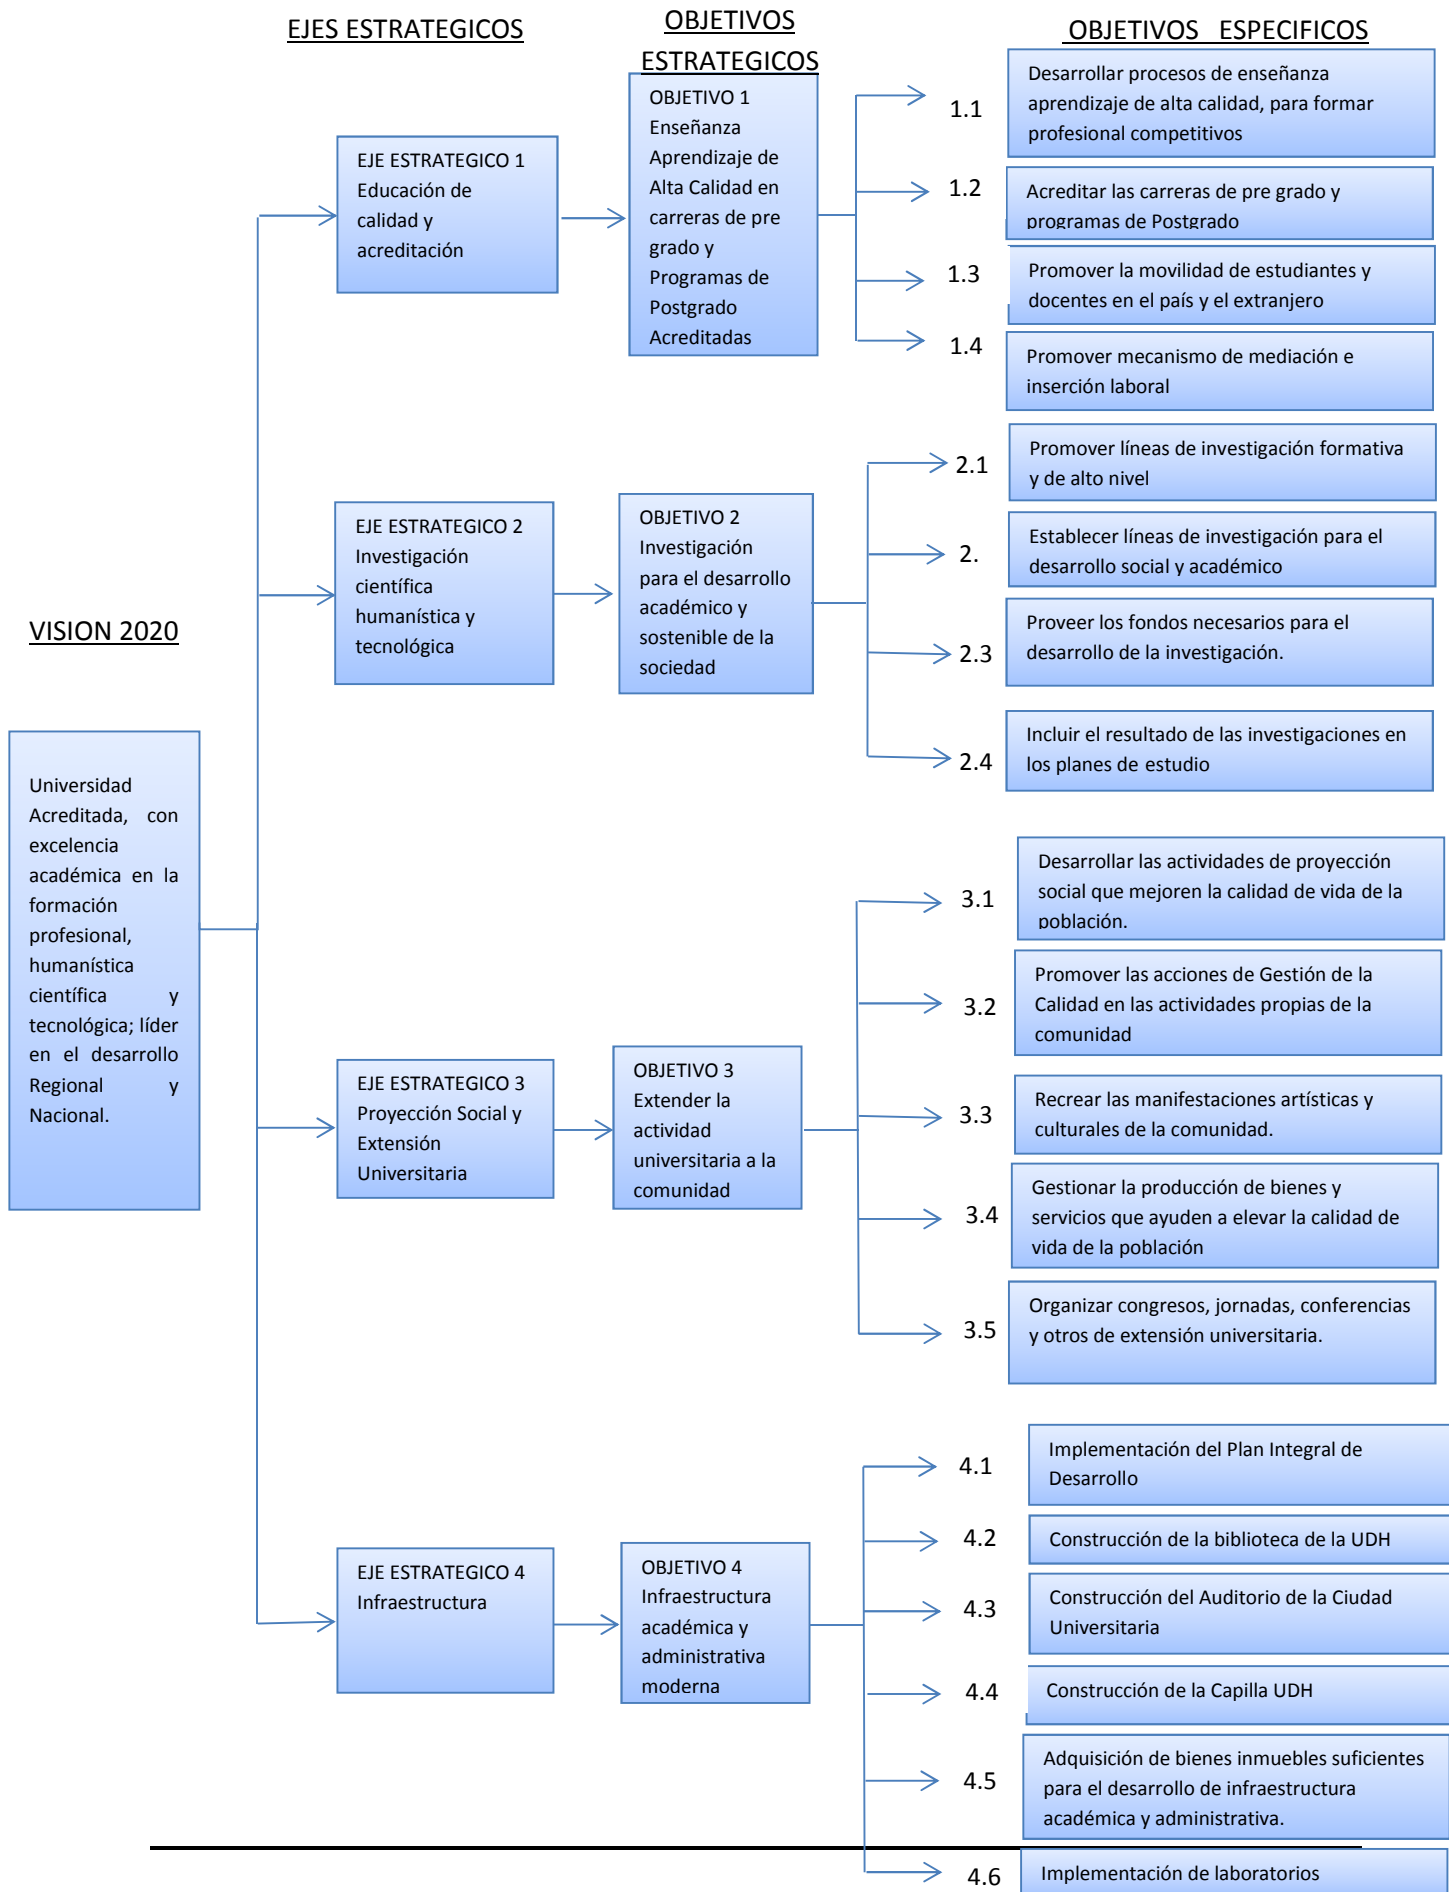 EJES ESTRATEGICOS
OBJETIVOS
ESTRATEGICOS
OBJETIVOS ESPECIFICOS
VISION 2020
Universidad
Acreditada, con
excelencia
académica en la
formación
profesional,
humanística
científica y
tecnológica; líder
en el desarrollo
Regional y
Nacional.
EJE ESTRATEGICO 1
Educación de
calidad y
acreditación
OBJETIVO 1
Enseñanza
Aprendizaje de
Alta Calidad en
carreras de pre
grado y
Programas de
Postgrado
Acreditadas
1.1
Desarrollar procesos de enseñanza
aprendizaje de alta calidad, para formar
profesional competitivos
1.2
Acreditar las carreras de pre grado y
programas de Postgrado
1.3
Promover la movilidad de estudiantes y
docentes en el país y el extranjero
1.4
Promover mecanismo de mediación e
inserción laboral
EJE ESTRATEGICO 2
Investigación
científica
humanística y
tecnológica
OBJETIVO 2
Investigación
para el desarrollo
académico y
sostenible de la
sociedad
2.1
Promover líneas de investigación formativa
y de alto nivel
2.
Establecer líneas de investigación para el
desarrollo social y académico
2.3
Proveer los fondos necesarios para el
desarrollo de la investigación.
2.4
Incluir el resultado de las investigaciones en
los planes de estudio
EJE ESTRATEGICO 3
Proyección Social y
Extensión
Universitaria
OBJETIVO 3
Extender la
actividad
universitaria a la
comunidad
3.1
Desarrollar las actividades de proyección
social que mejoren la calidad de vida de la
población.
3.2
Promover las acciones de Gestión de la
Calidad en las actividades propias de la
comunidad
3.3
Recrear las manifestaciones artísticas y
culturales de la comunidad.
3.4
Gestionar la producción de bienes y
servicios que ayuden a elevar la calidad de
vida de la población
3.5
Organizar congresos, jornadas, conferencias
y otros de extensión universitaria.
EJE ESTRATEGICO 4
Infraestructura
OBJETIVO 4
Infraestructura
académica y
administrativa
moderna
4.1
Implementación del Plan Integral de
Desarrollo
4.2
Construcción de la biblioteca de la UDH
4.3
Construcción del Auditorio de la Ciudad
Universitaria
4.4
Construcción de la Capilla UDH
4.5
Adquisición de bienes inmuebles suficientes
para el desarrollo de infraestructura
académica y administrativa.
4.6
Implementación de laboratorios